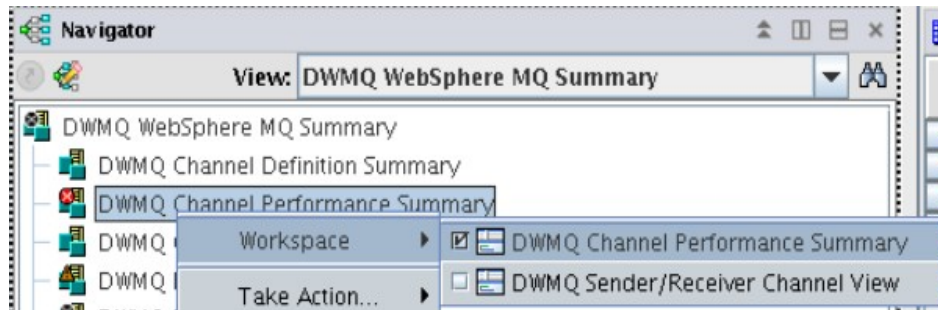 Navigator
View: DWMQ WebSphere MQ Summary
DWMQ WebSphere MQ Summary
DWMQ Channel Definition Summary
DWMQ Channel Performance Summary
DWMQ
Workspace
DWMQ Channel Performance Summary
DWMQ
Take Action...
DWMQ Sender/Receiver Channel View